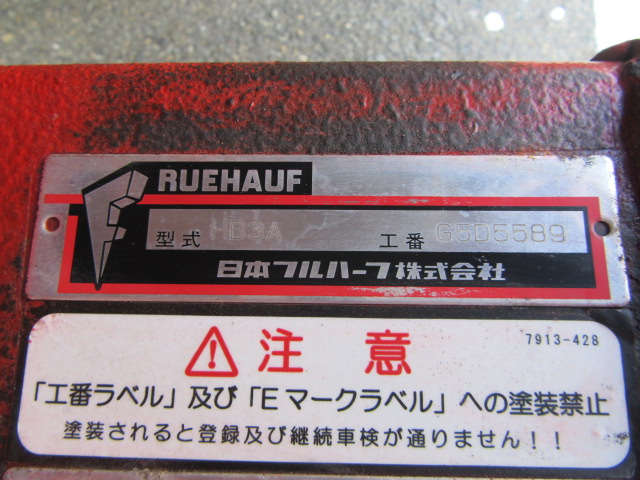 RUEHAUF
型式 HD3A 工番 G5D5589
日本フルハーフ株式会社
注意 7913-428
「工番ラベル」及び「Eマークラベル」への塗装禁止
塗装されると登録及び継続車検が通りません!!